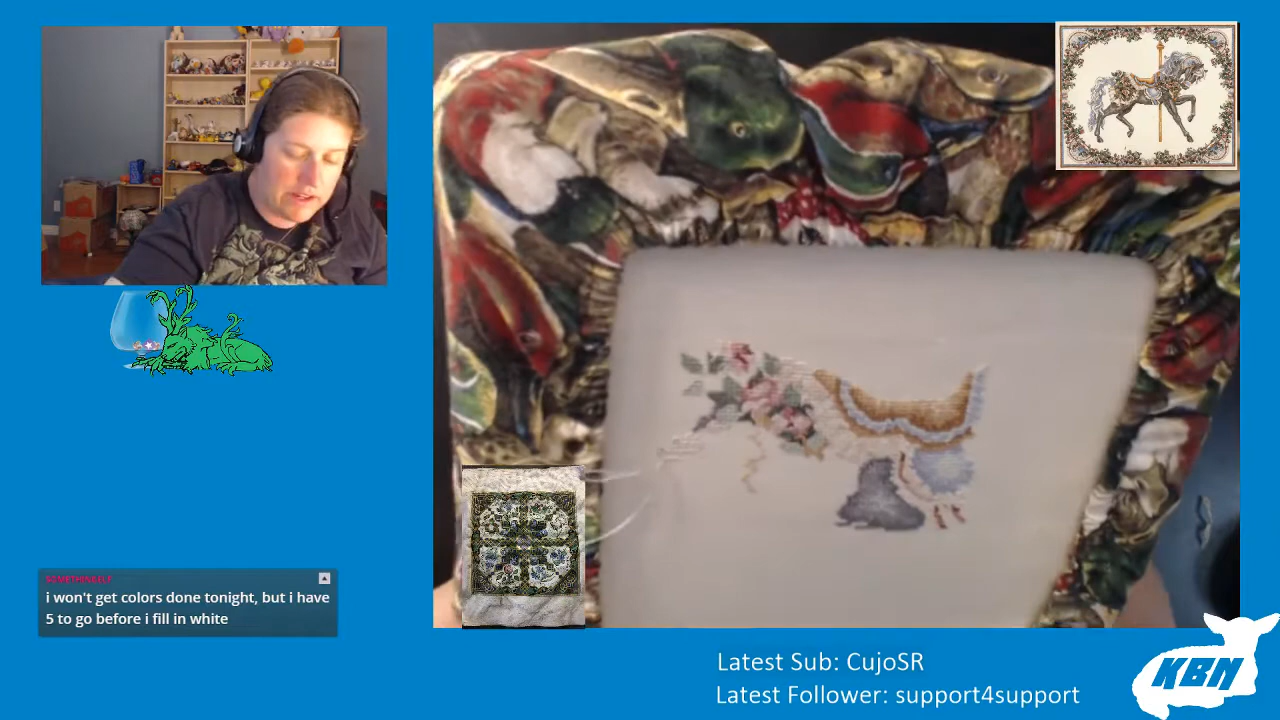 SOMETHINGELF
i won't get colors done tonight, but i have
5 to go before i fill in white
Latest Sub: CujoSR
Latest Follower: support4support
KBN